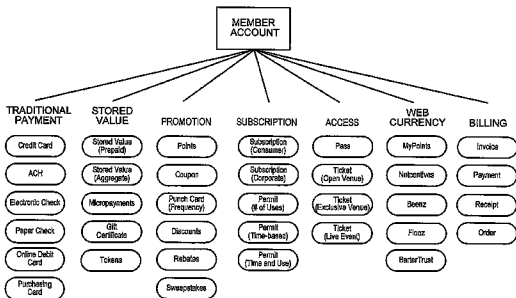 MEMBER
ACCOUNT
TRADITIONAL
PAYMENT
Credit Card
ACH
Electronic Check
Paper Check
Online Debit
Card
Purchasing
Card
STORED
VALUE
Stored Value
(Prepaid)
Stored Value
(Aggregate)
Micropayments
Gift
Certificate
Tokens
PROMOTION
Points
Coupon
Punch Card
(Frequency)
Discounts
Rebates
Sweepstakes
SUBSCRIPTION
Subscription
(Consumer)
Subscription
(Corporate)
Permit
(# of Uses)
Permit
(Time-based)
Permit
(Time and Use)
ACCESS
Pass
Ticket
(Open Venue)
Ticket
(Exclusive Venue)
Ticket
(Live Event)
WEB
CURRENCY
MyPoints
Netcentives
Beenz
Flooz
BarterTrust
BILLING
Invoice
Payment
Receipt
Order